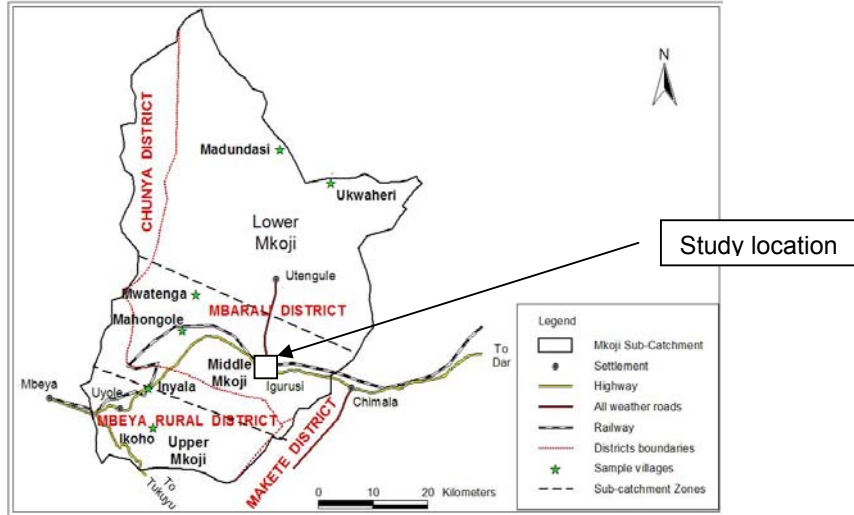 N
CHUNYA DISTRICT
Madundasi
Ukwaheri
Lower
Mkoji
Study location
Utengule
Mwatenga
MBARALI DISTRICT
Mahongole
Middle
Mkoji
Igurusi
To
Dar
Mbeya
Uyole
Inyala
Chimala
MBEYA RURAL DISTRICT
Ikoho
Upper
Mkoji
MAKETE DISTRICT
To
Tukuyu
0 10 20 Kilometers
Legend
Mkoji Sub-Catchment
Settlement
Highway
All weather roads
Railway
Districts boundaries
Sample villages
Sub-catchment Zones